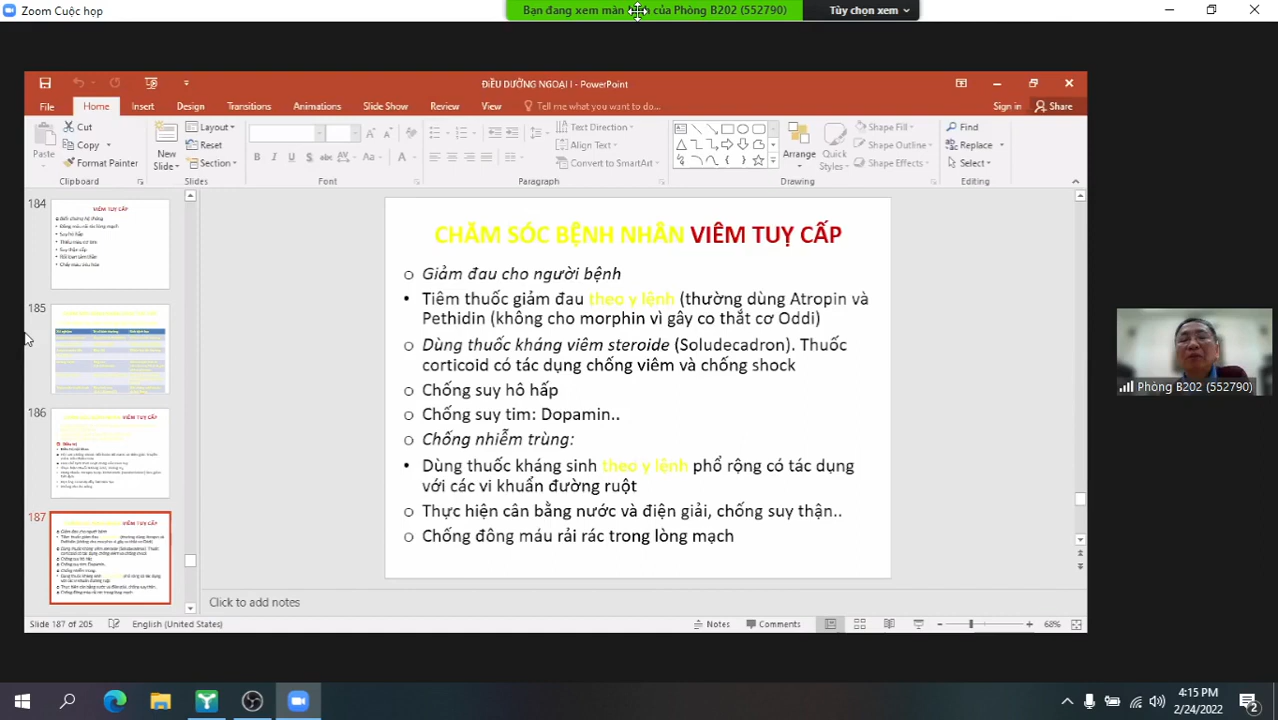 Zoom Cuộc họp
Bạn đang xem màn của Phòng B202 (552790)
Tùy chọn xem
ĐIỀU DƯỠNG NGOẠI I - PowerPoint
File Home Insert Design Transitions Animations Slide Show Review View Tell me what you want to do... Sign in Share
Paste
Cut
Copy
Format Painter
Clipboard
New Slide
Layout
Reset
Section
Slides
Font
Text Direction
Align Text
Convert to SmartArt
Paragraph
Arrange
Quick Styles
Shape Fill
Shape Outline
Shape Effects
Drawing
Find
Replace
Select
Editing
184
VIÊM TUỴ CẤP
185
186
187
CHĂM SÓC BỆNH NHÂN VIÊM TUỴ CẤP
Giảm đau cho người bệnh
Tiêm thuốc giảm đau theo y lệnh (thường dùng Atropin và
Pethidin (không cho morphin vì gây co thắt cơ Oddi)
Dùng thuốc kháng viêm steroide (Soludecadron). Thuốc
corticoid có tác dụng chống viêm và chống shock
Chống suy hô hấp
Chống suy tim: Dopamin..
Chống nhiễm trùng:
Dùng thuộc kháng sinh theo y lệnh phổ rộng có tác dụng
với các vi khuẩn đường ruột
Thực hiện cân bằng nước và điện giải, chống suy thận..
Chống đông máu rải rác trong lòng mạch
Click to add notes
Phòng B202 (552790)
Slide 187 of 205
English (United States)
Notes
Comments
68%
4:15 PM
2/24/2022
2